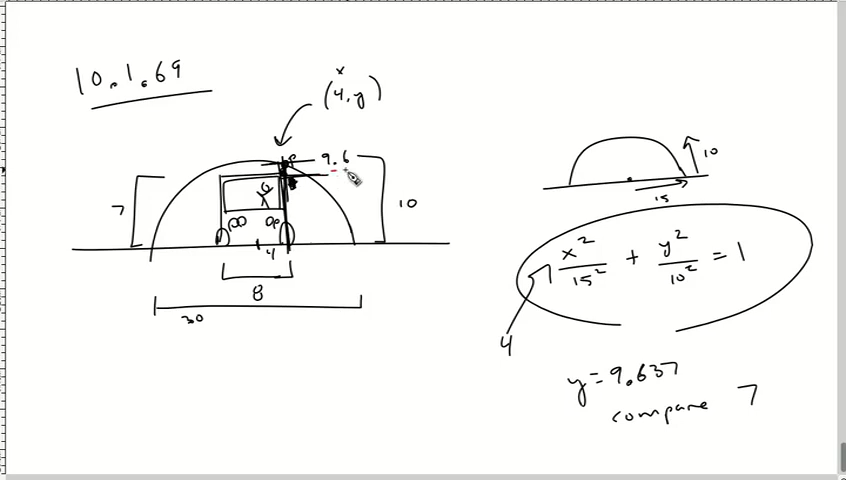 10.1.69
x
(4,y)
9.6
7
10
4
8
30
10
15
x²/15² + y²/10² = 1
4
y = 9.637
compare 7